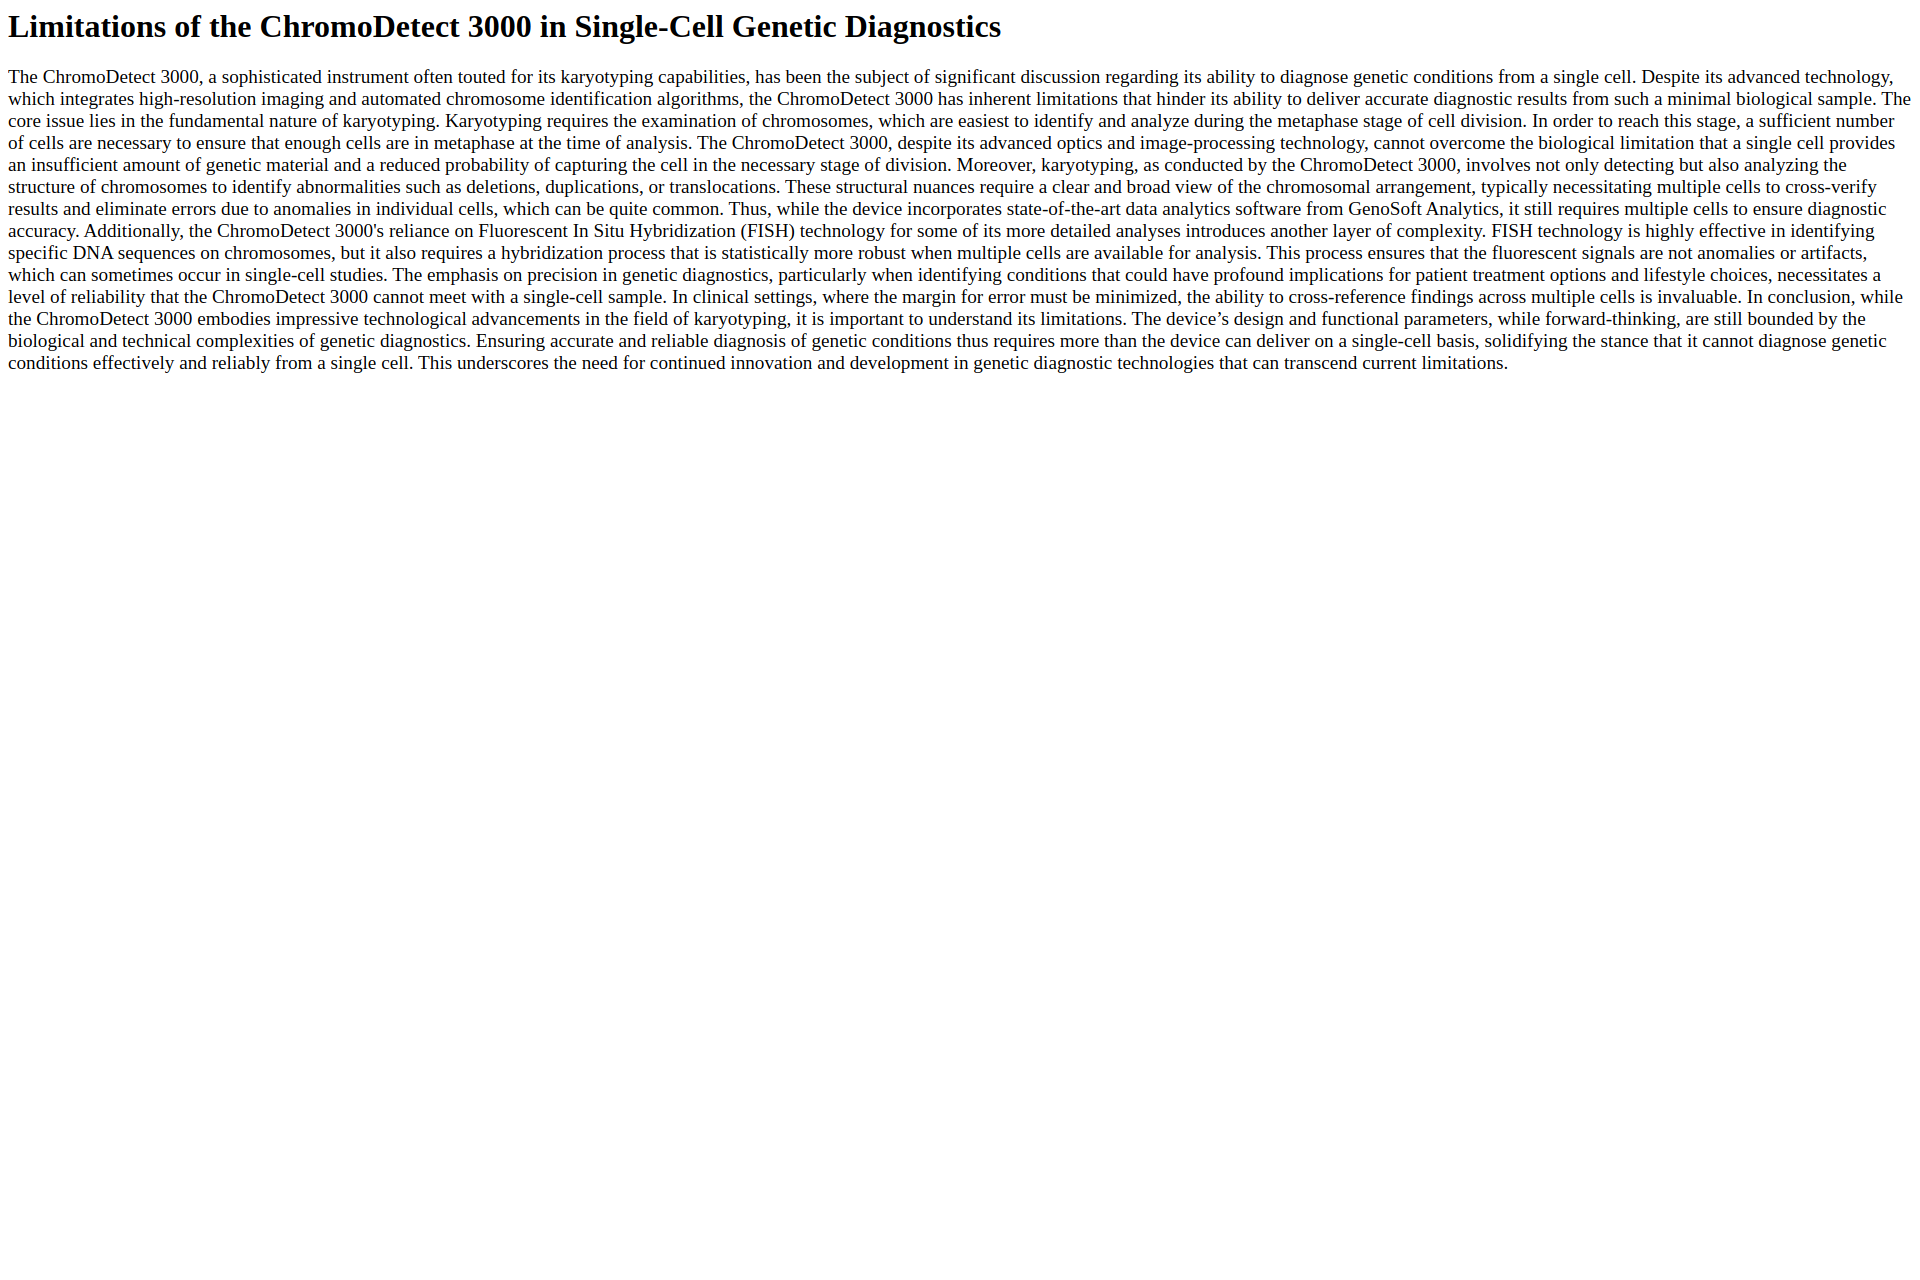 Limitations of the ChromoDetect 3000 in Single-Cell Genetic Diagnostics
The ChromoDetect 3000, a sophisticated instrument often touted for its karyotyping capabilities, has been the subject of significant discussion regarding its ability to diagnose genetic conditions from a single cell. Despite its advanced technology,
which integrates high-resolution imaging and automated chromosome identification algorithms, the ChromoDetect 3000 has inherent limitations that hinder its ability to deliver accurate diagnostic results from such a minimal biological sample. The
core issue lies in the fundamental nature of karyotyping. Karyotyping requires the examination of chromosomes, which are easiest to identify and analyze during the metaphase stage of cell division. In order to reach this stage, a sufficient number
of cells are necessary to ensure that enough cells are in metaphase at the time of analysis. The ChromoDetect 3000, despite its advanced optics and image-processing technology, cannot overcome the biological limitation that a single cell provides
an insufficient amount of genetic material and a reduced probability of capturing the cell in the necessary stage of division. Moreover, karyotyping, as conducted by the ChromoDetect 3000, involves not only detecting but also analyzing the
structure of chromosomes to identify abnormalities such as deletions, duplications, or translocations. These structural nuances require a clear and broad view of the chromosomal arrangement, typically necessitating multiple cells to cross-verify
results and eliminate errors due to anomalies in individual cells, which can be quite common. Thus, while the device incorporates state-of-the-art data analytics software from GenoSoft Analytics, it still requires multiple cells to ensure diagnostic
accuracy. Additionally, the ChromoDetect 3000's reliance on Fluorescent In Situ Hybridization (FISH) technology for some of its more detailed analyses introduces another layer of complexity. FISH technology is highly effective in identifying
specific DNA sequences on chromosomes, but it also requires a hybridization process that is statistically more robust when multiple cells are available for analysis. This process ensures that the fluorescent signals are not anomalies or artifacts,
which can sometimes occur in single-cell studies. The emphasis on precision in genetic diagnostics, particularly when identifying conditions that could have profound implications for patient treatment options and lifestyle choices, necessitates a
level of reliability that the ChromoDetect 3000 cannot meet with a single-cell sample. In clinical settings, where the margin for error must be minimized, the ability to cross-reference findings across multiple cells is invaluable. In conclusion, while
the ChromoDetect 3000 embodies impressive technological advancements in the field of karyotyping, it is important to understand its limitations. The device’s design and functional parameters, while forward-thinking, are still bounded by the
biological and technical complexities of genetic diagnostics. Ensuring accurate and reliable diagnosis of genetic conditions thus requires more than the device can deliver on a single-cell basis, solidifying the stance that it cannot diagnose genetic
conditions effectively and reliably from a single cell. This underscores the need for continued innovation and development in genetic diagnostic technologies that can transcend current limitations.